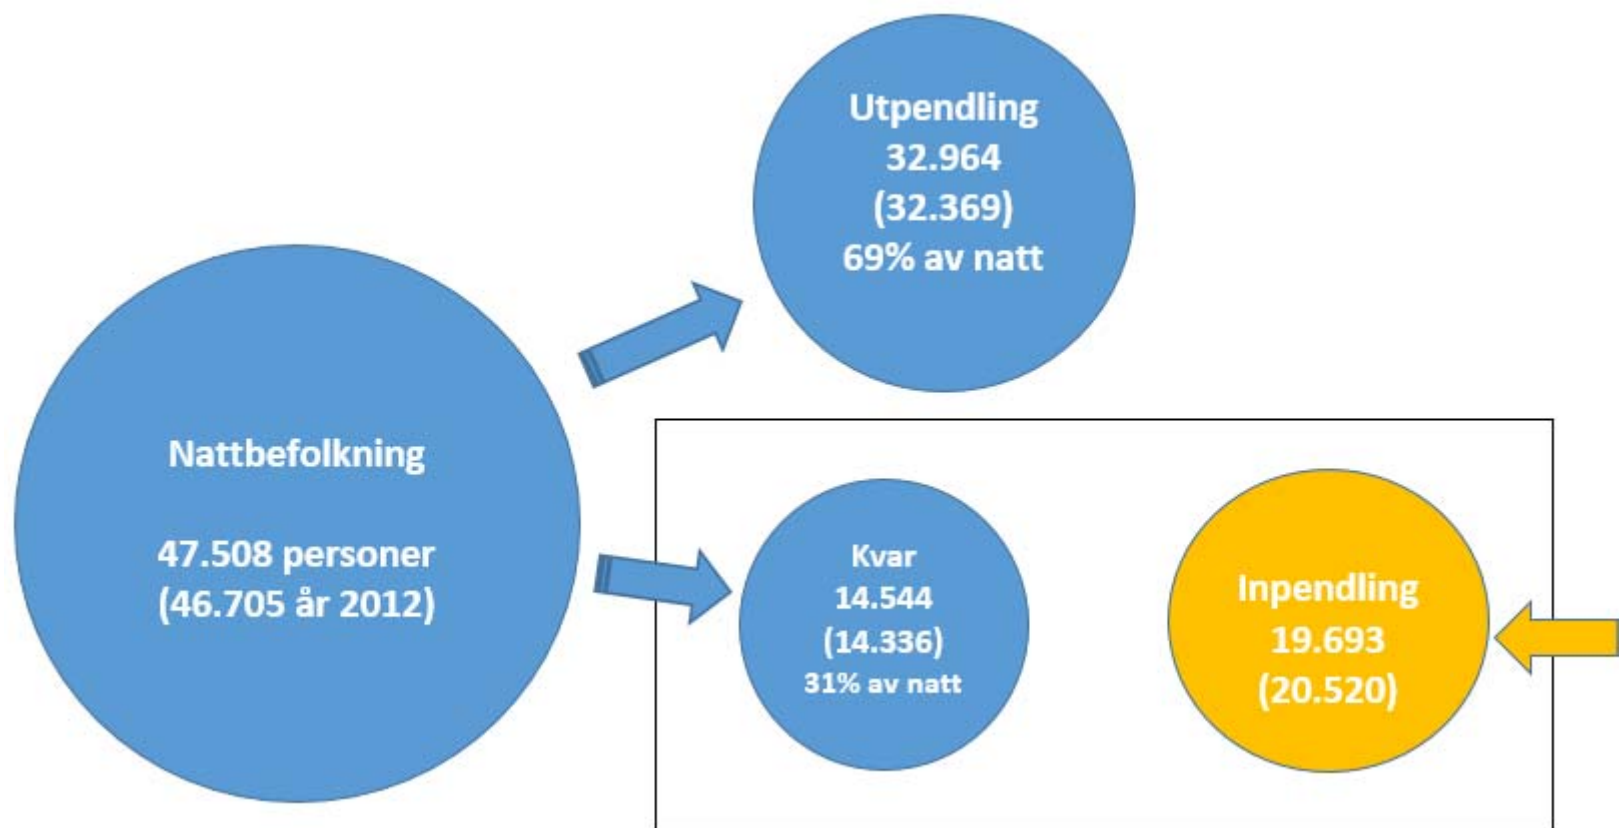 Utpendling
32.964
(32.369)
69% av natt
Nattbefolkning
47.508 personer
(46.705 år 2012)
Kvar
14.544
(14.336)
31% av natt
Inpendling
19.693
(20.520)